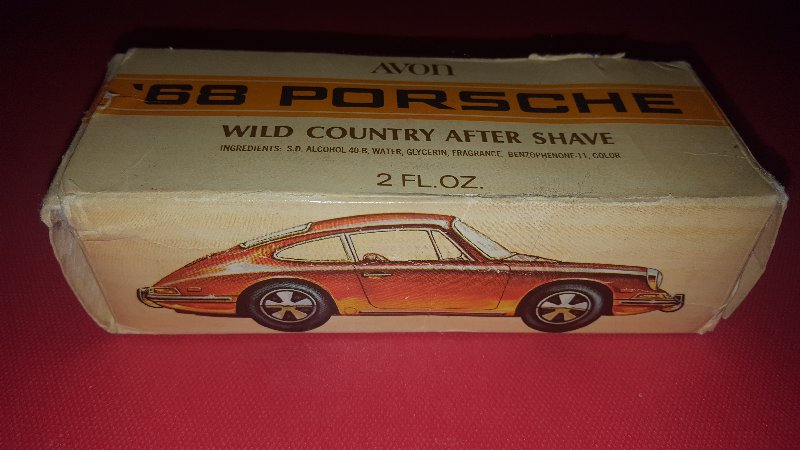 AVON
'68 PORSCHE
WILD COUNTRY AFTER SHAVE
INGREDIENTS: S.D. ALCOHOL 40-B, WATER, GLYCERIN, FRAGRANCE, BENZOPHENONE-11, COLOR
2 FL.OZ.